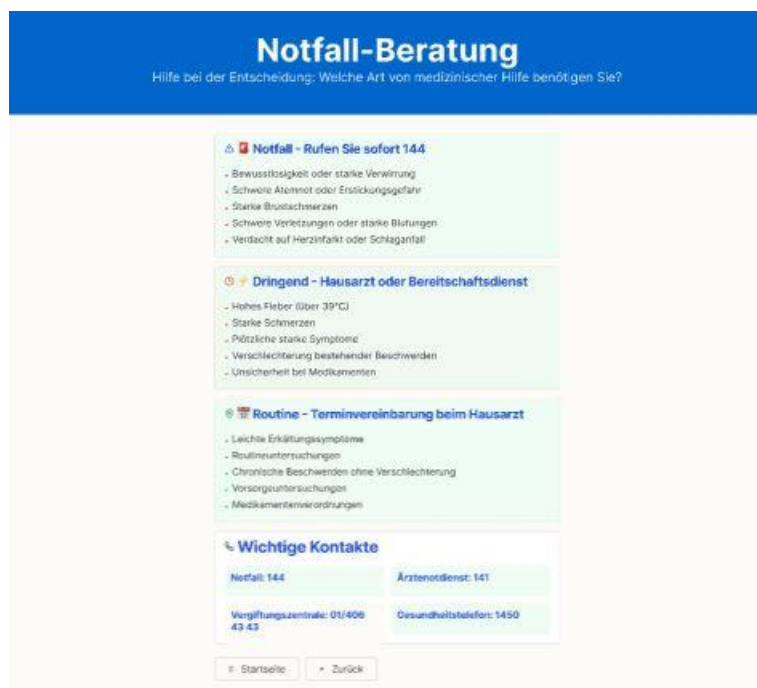 Notfall-Beratung
Hilfe bei der Entscheidung: Welche Art von medizinischer Hilfe benötigen Sie?
Notfall - Rufen Sie sofort 144
- Bewusstlosigkeit oder starke Verwirrung
- Schwere Atemnot oder Erstickungsgefahr
- Starke Brustschmerzen
- Schwere Verletzungen oder starke Blutungen
- Verdacht auf Herzinfarkt oder Schlaganfall
Dringend - Hausarzt oder Bereitschaftsdienst
- Hohes Fieber (über 39°C)
- Starke Schmerzen
- Plötzliche starke Symptome
- Verschlechterung bestehender Beschwerden
- Unsicherheit bei Medikamenten
Routine - Terminvereinbarung beim Hausarzt
- Leichte Erkältungssymptome
- Routineuntersuchungen
- Chronische Beschwerden ohne Verschlechterung
- Vorsorgeuntersuchungen
- Medikamentenverordnungen
Wichtige Kontakte
Notfall: 144
Ärztenotdienst: 141
Vergiftungszentrale: 01/406
43 43
Gesundheitstelefon: 1450
Startseite
Zurück